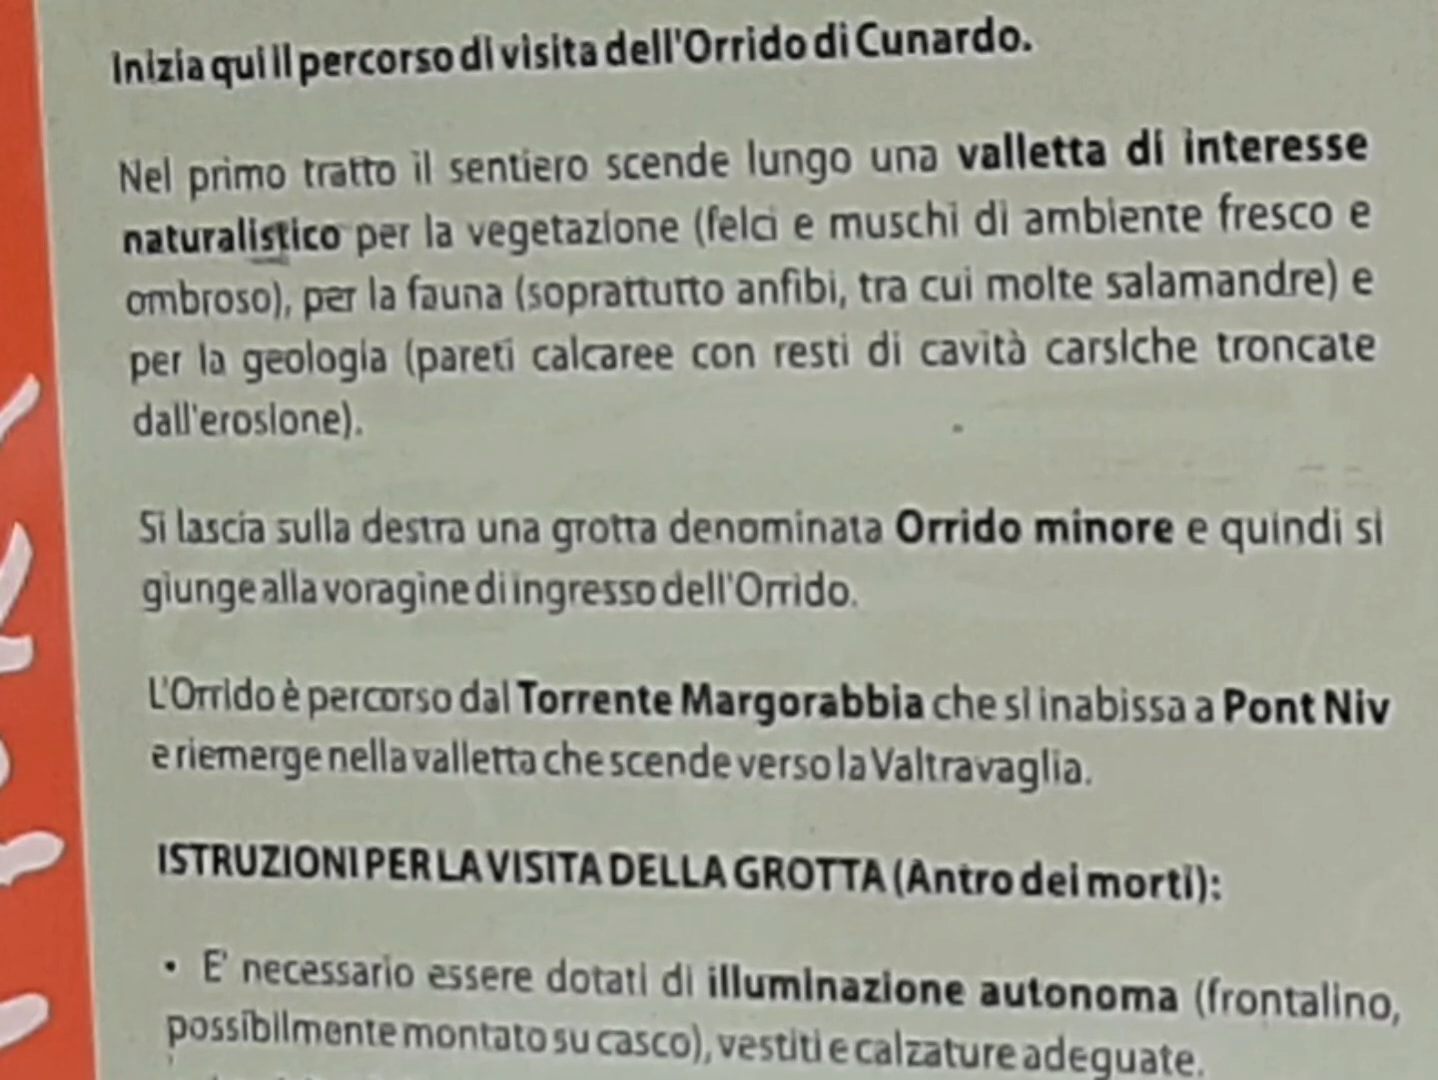 Inizia qui il percorso di visita dell'Orrido di Cunardo.
Nel primo tratto il sentiero scende lungo una valletta di interesse
naturalistico per la vegetazione (felci e muschi di ambiente fresco e
ombroso), per la fauna (soprattutto anfibi, tra cui molte salamandre) e
per la geologia (pareti calcaree con resti di cavità carsiche troncate
dall'erosione).
Si lascia sulla destra una grotta denominata Orrido minore e quindi si
giunge alla voragine di ingresso dell'Orrido.
L'Orrido è percorso dal Torrente Margorabbia che si inabissa a Pont Niv
e riemerge nella valletta che scende verso la Valtravaglia.
ISTRUZIONI PER LA VISITA DELLA GROTTA (Antro dei morti):
• E' necessario essere dotati di illuminazione autonoma (frontalino,
possibilmente montato su casco), vestiti e calzature adeguate.